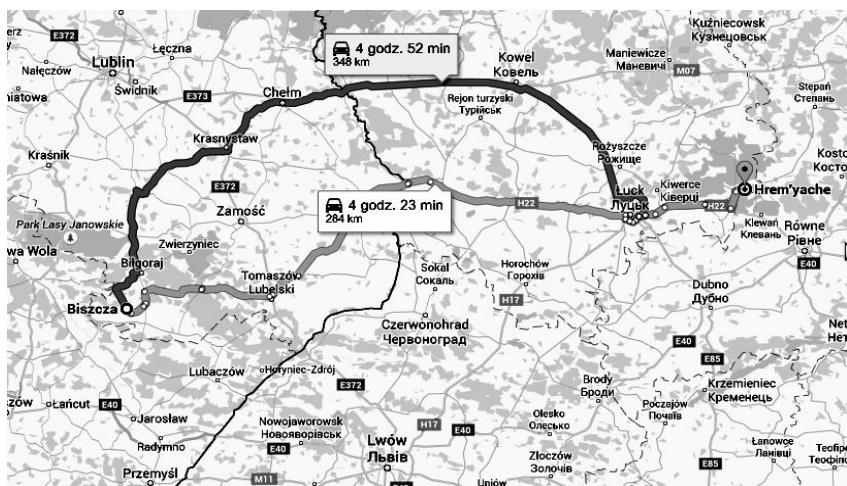 E372
Lublin
Łęczna
Nałęczów
Świdnik
E373
Chełm
Krasnystaw
Kraśnik
E372
Zamość
Park Lasy Janowskie
Zwierzyniec
Biłgoraj
Tomaszów
Lubelski
Biszcza
4 godz. 52 min
348 km
Kowel
Ковель
Rejon turzyski
Турійськ
Maniewicze
Маневичі
M07
Kuźniecowsk
Кузнецовськ
Stepań
Степань
Rożyszcze
Рожище
Łuck
Луцьк
Kiwerce
Ківерці
Hrem'yache
H22
H22
Klewań
Клевань
Równe
Рівне
E40
4 godz. 23 min
284 km
Sokal
Сокаль
Horochów
Горохів
H17
Dubno
Дубно
Czerwonohrad
Червоноград
E85
Lubaczów
Horyniec-Zdrój
E372
Brody
Броди
Krzemieniec
Кременець
E40
Łańcut
Jarosław
Radymno
Przemyśl
Nowojaworowsk
Новояворівськ
E40
M11
Lwów
Львів
H17
E40
Olesko
Олесько
Złoczów
Золочів
Poczajów
Почаїв
E85
Łanowce
Ланівці